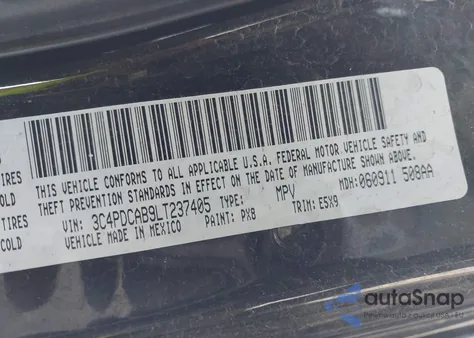 TIRES
COLD
TIRES
COLD
THIS VEHICLE CONFORMS TO ALL APPLICABLE U.S.A. FEDERAL MOTOR VEHICLE SAFETY AND
THEFT PREVENTION STANDARDS IN EFFECT ON THE DATE OF MANUFACTURE SHOWN ABOVE.
VIN: 3C4PDCAB9LT237405 TYPE: MPV MDH: 060911 508AA
VEHICLE MADE IN MEXICO PAINT: PX8 TRIM: E5X9
autoSnap